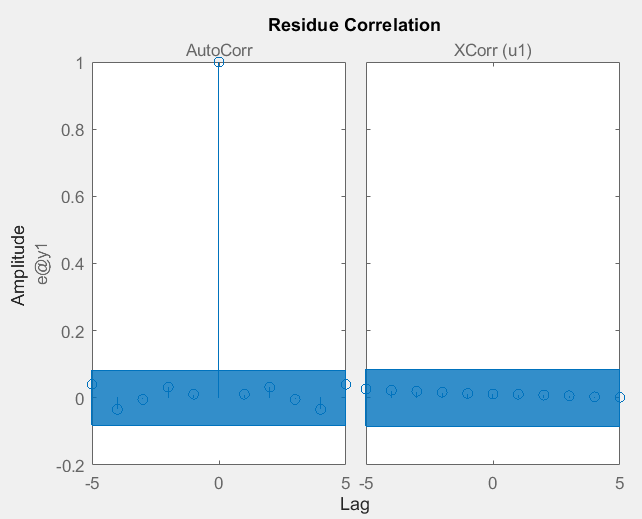 Residue Correlation
AutoCorr
XCorr (u1)
Amplitude
e@y1
1
0.8
0.6
0.4
0.2
0
-0.2
-5
0
5
-5
0
5
Lag